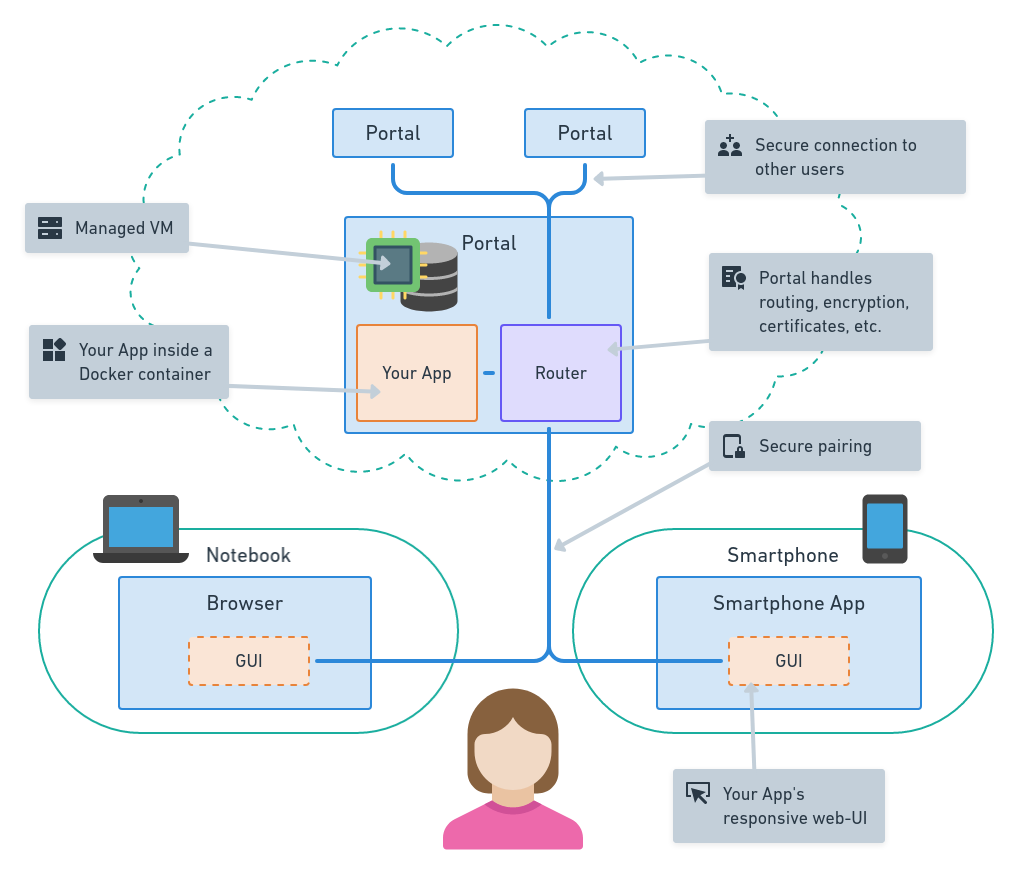 Portal
Portal
Secure connection to
other users
Managed VM
Portal
Portal handles
routing, encryption,
certificates, etc.
Your App inside a
Docker container
Your App
Router
Secure pairing
Notebook
Smartphone
Browser
Smartphone App
GUI
GUI
Your App's
responsive web-UI